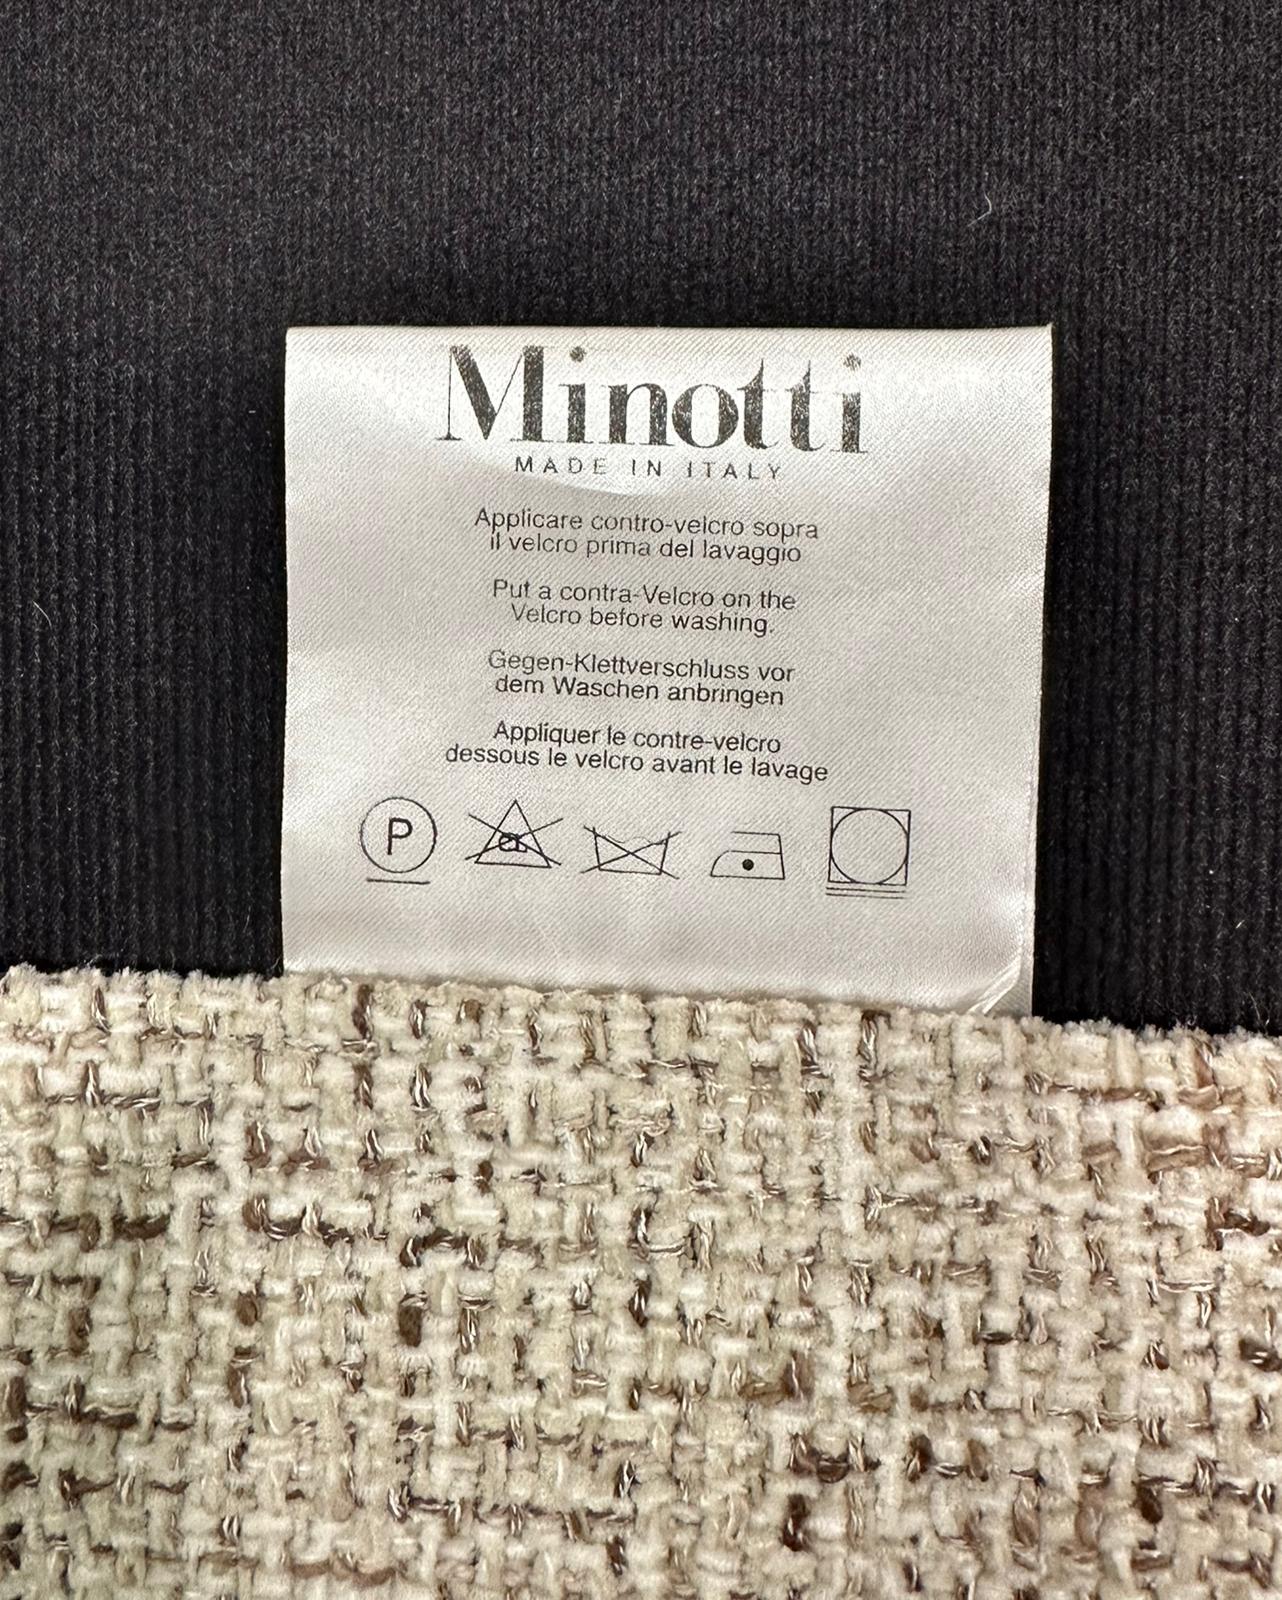 Minotti
MADE IN ITALY
Applicare contro-velcro sopra
il velcro prima del lavaggio
Put a contra-Velcro on the
Velcro before washing.
Gegen-Klettverschluss vor
dem Waschen anbringen
Appliquer le contre-velcro
dessous le velcro avant le lavage
P CL